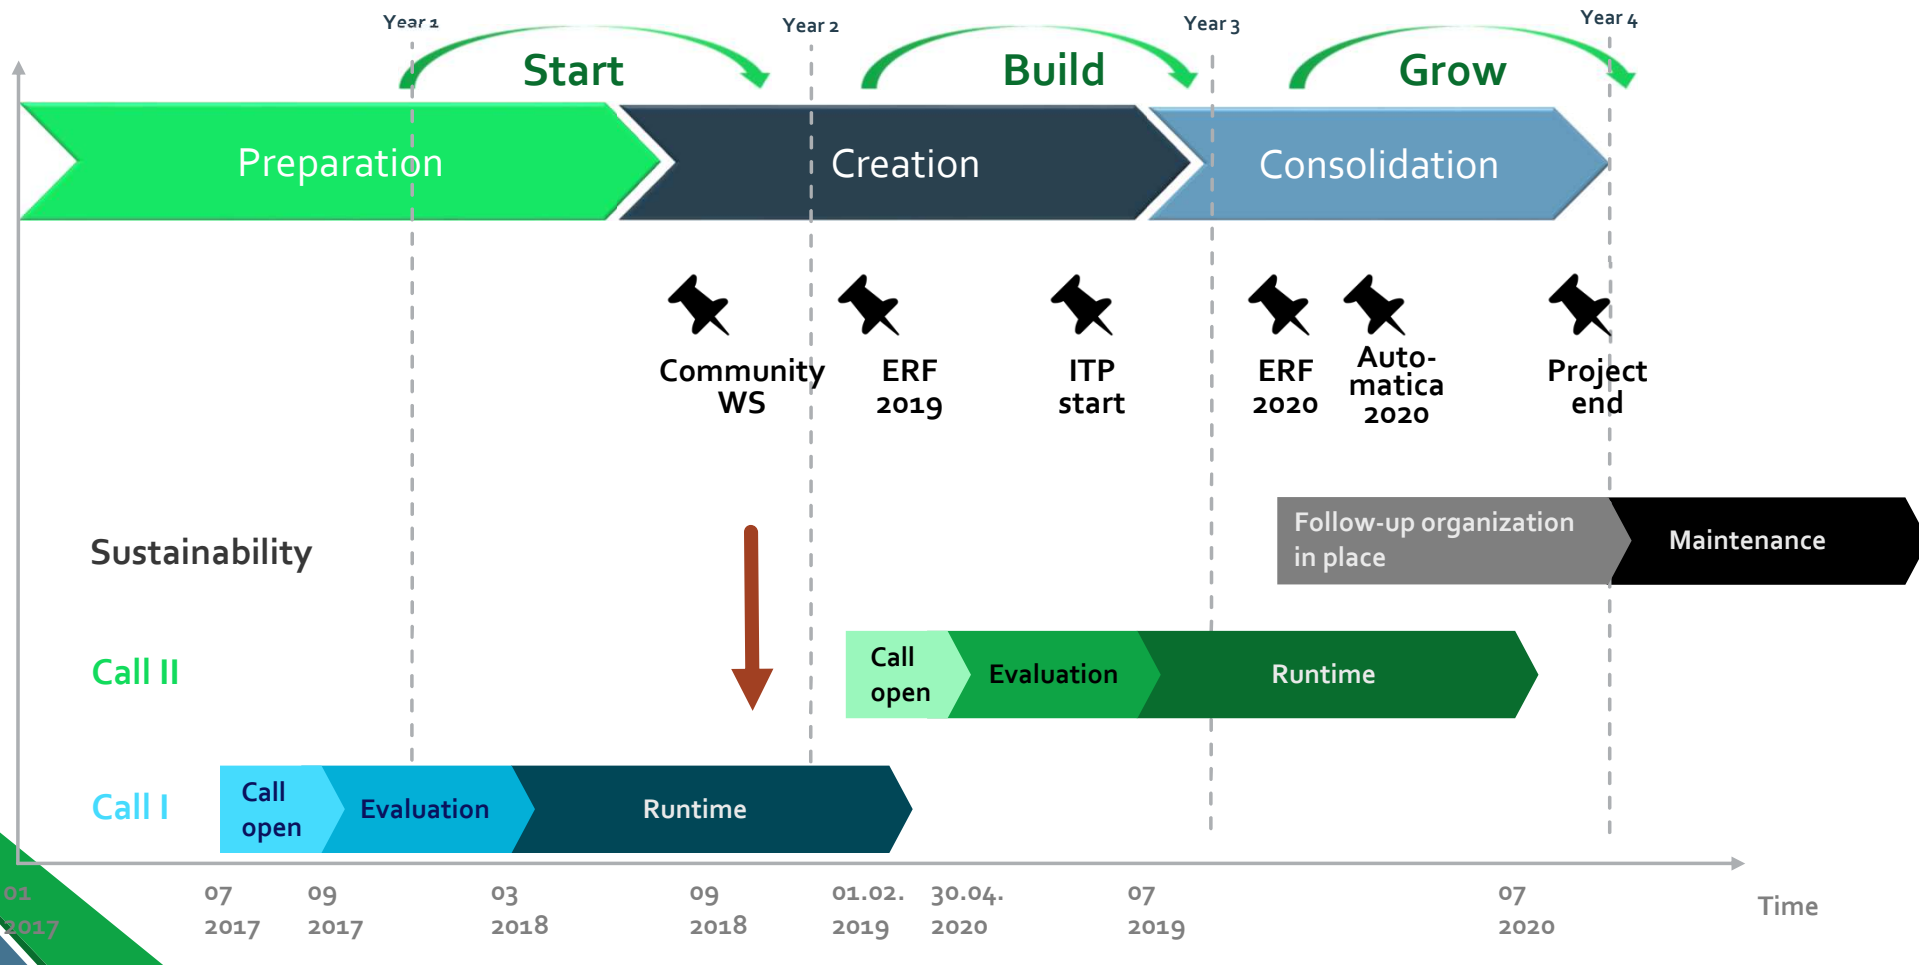 Year 1
Year 2
Year 3
Year 4
Start
Build
Grow
Preparation
Creation
Consolidation
Community
WS
ERF
2019
ITP
start
ERF
2020
Auto-
matica
2020
Project
end
Sustainability
Follow-up organization
in place
Maintenance
Call II
Call
open
Evaluation
Runtime
Call I
Call
open
Evaluation
Runtime
01
2017
07
2017
09
2017
03
2018
09
2018
01.02.
2019
30.04.
2020
07
2019
07
2020
Time